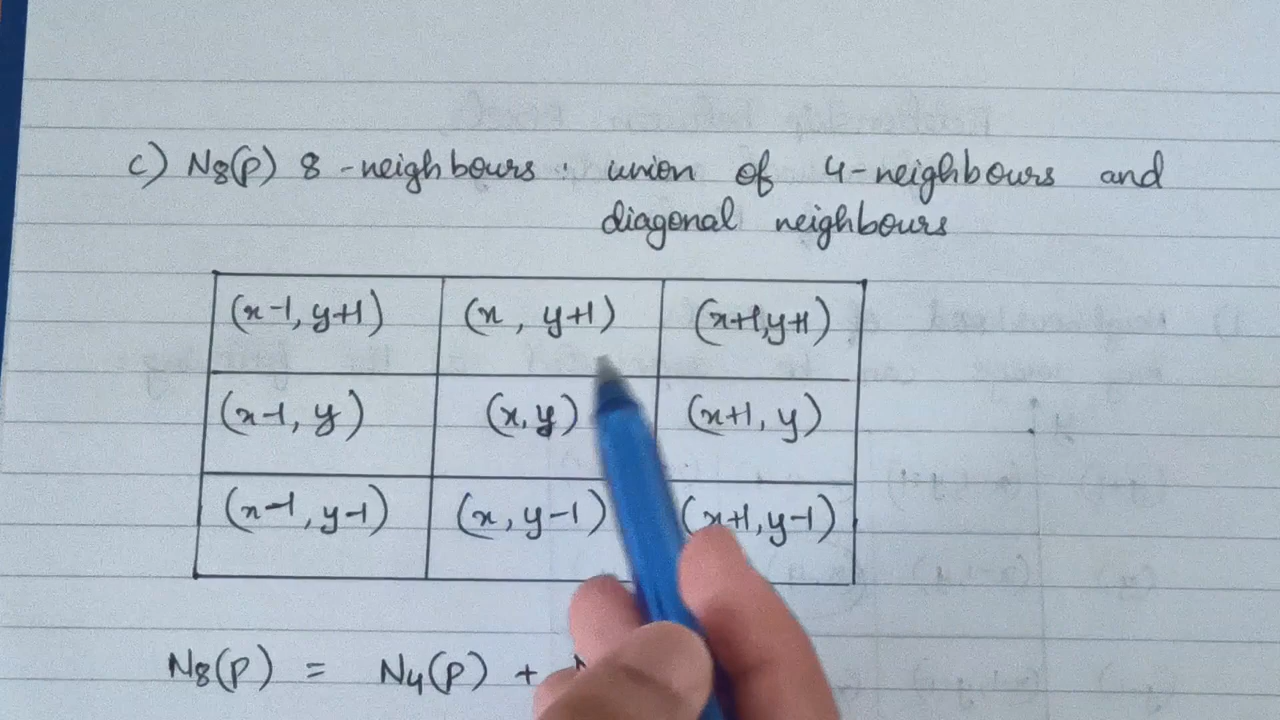 c) N8(p) 8-neighbours : union of 4-neighbours and
diagonal neighbours
(x-1, y+1) (x, y+1) (x+1, y+1)
(x-1, y) (x, y) (x+1, y)
(x-1, y-1) (x, y-1) (x+1, y-1)
N8(p) = N4(p) +